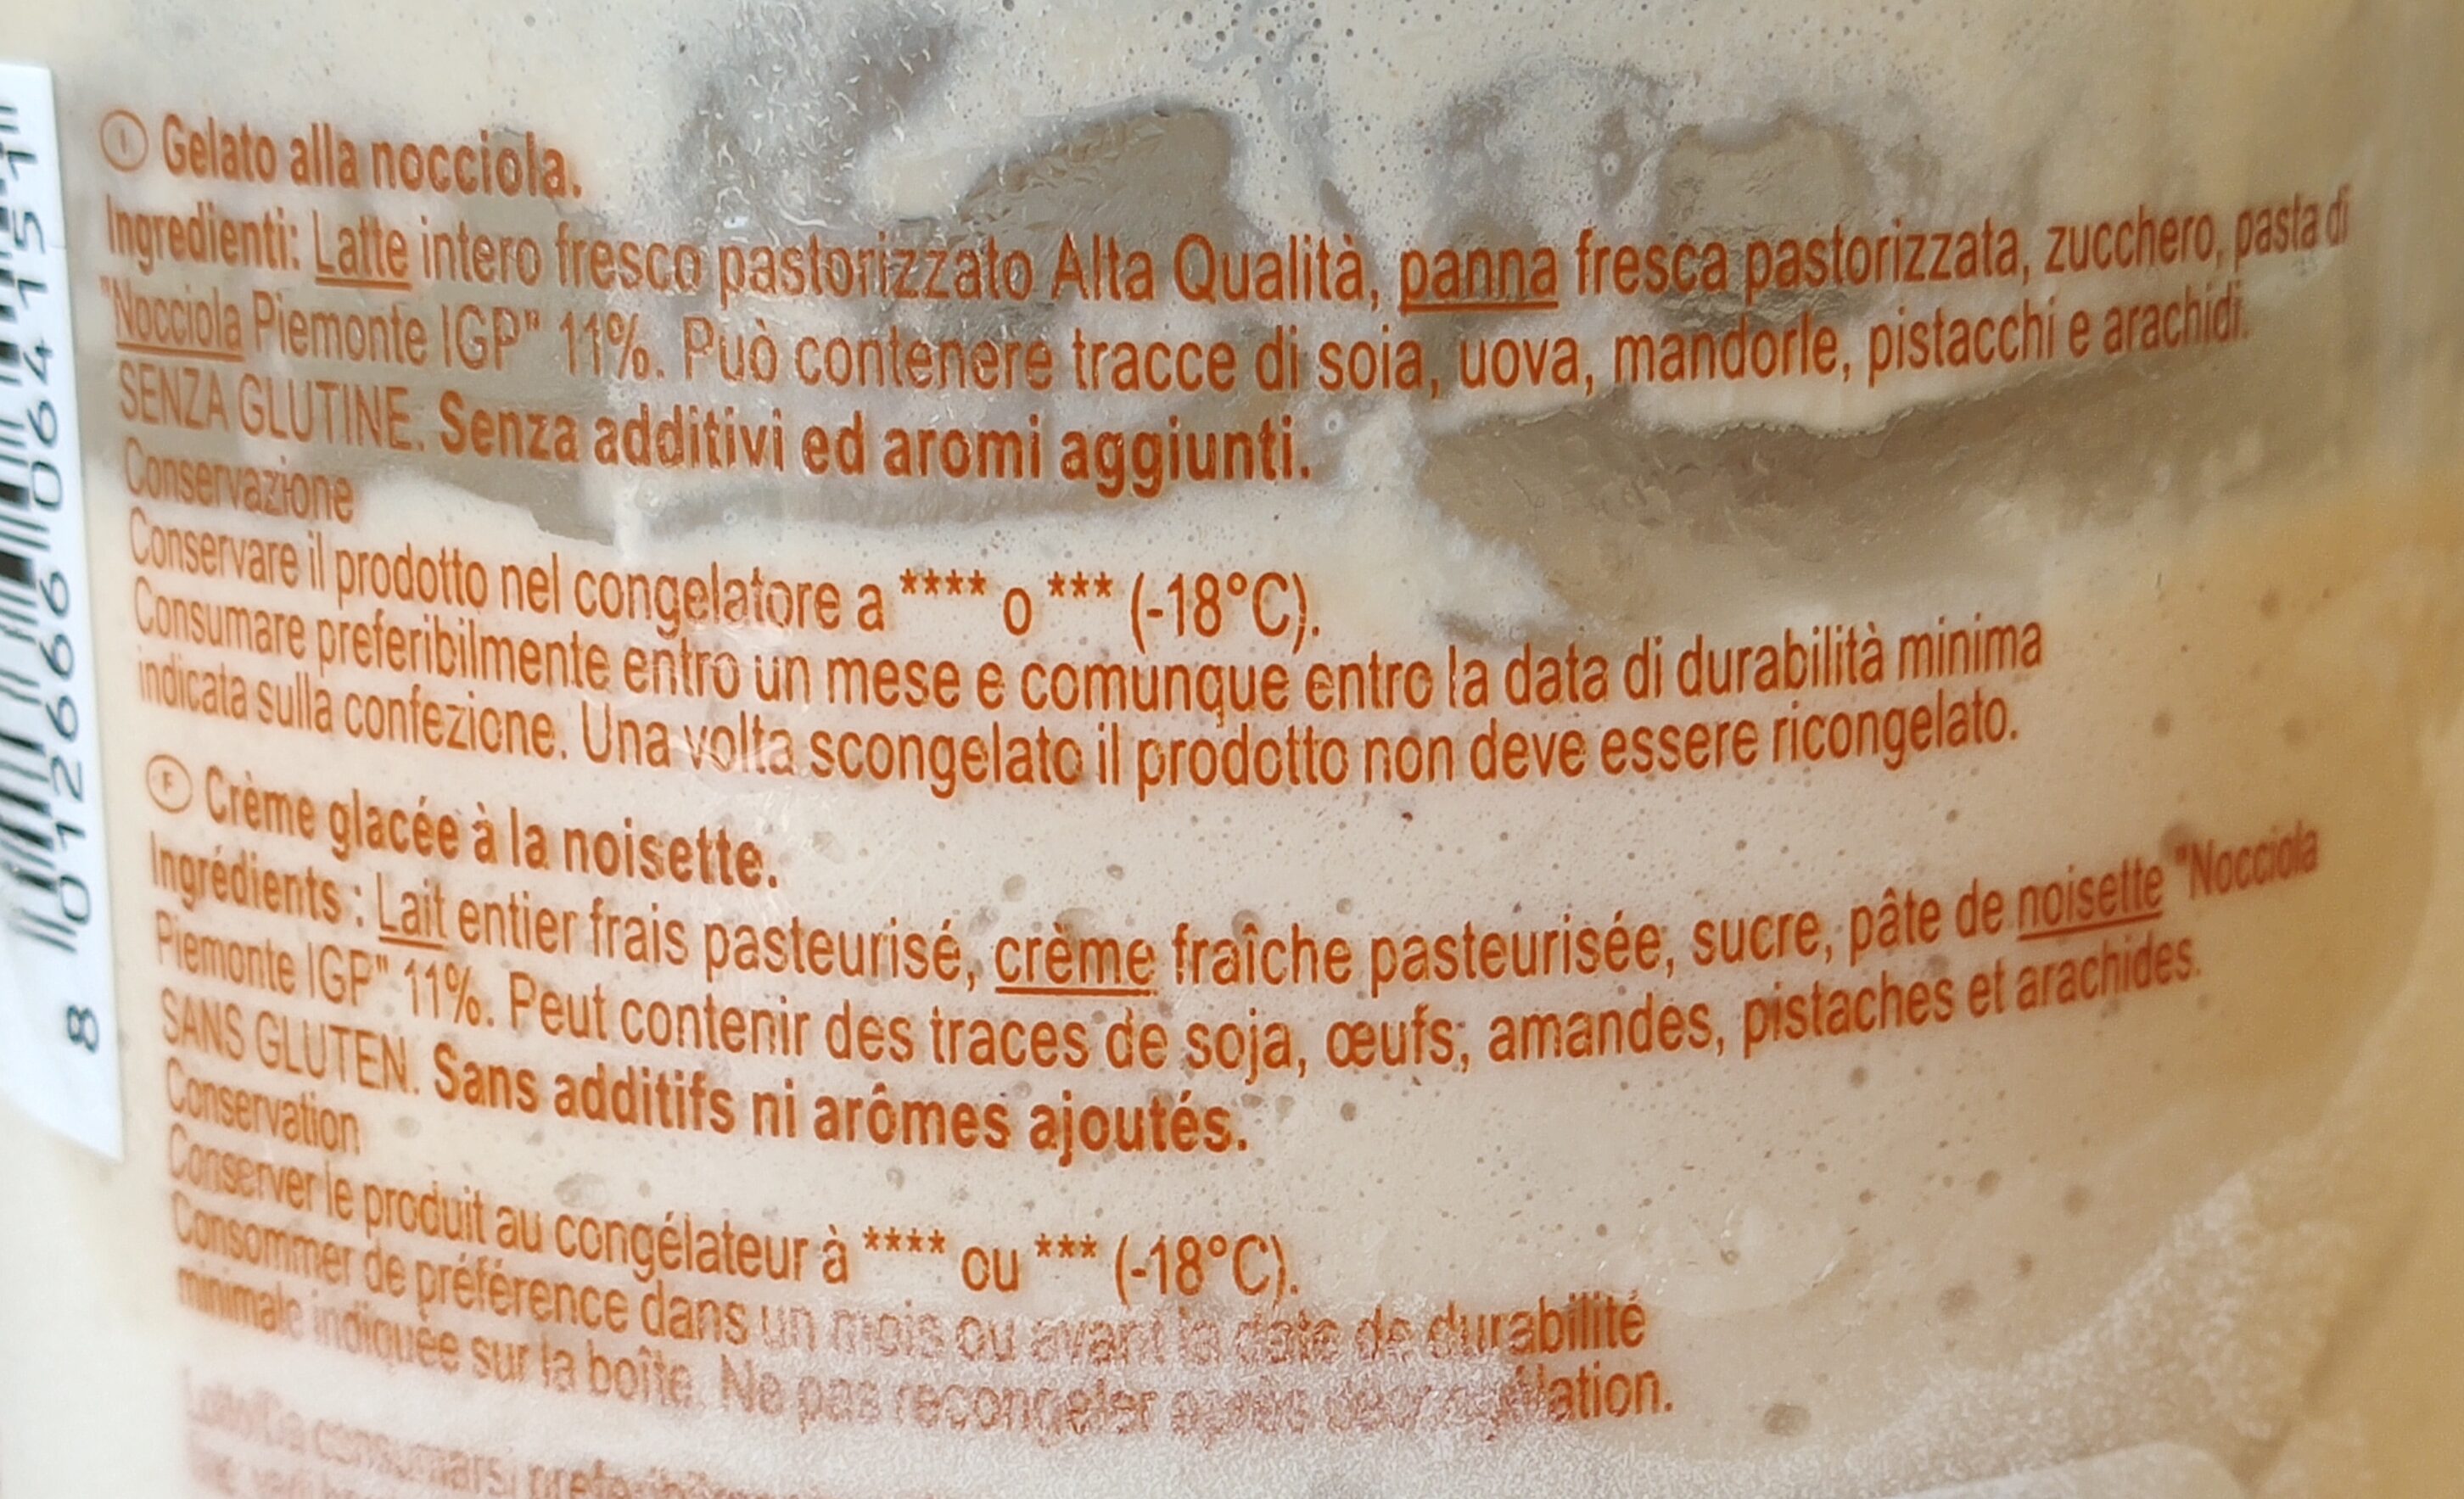 I Gelato alla nocciola.
Ingredienti: Latte intero fresco pastorizzato Alta Qualità, panna fresca pastorizzata, zucchero, pasta di
"Nocciola Piemonte IGP" 11%. Può contenere tracce di soia, uova, mandorle, pistacchi e arachidi.
SENZA GLUTINE. Senza additivi ed aromi aggiunti.
Conservazione
Conservare il prodotto nel congelatore a **** o *** (-18°C).
Consumare preferibilmente entro un mese e comunque entro la data di durabilità minima
indicata sulla confezione. Una volta scongelato il prodotto non deve essere ricongelato.
F Crème glacée à la noisette.
Ingrédients : Lait entier frais pasteurisé, crème fraîche pasteurisée, sucre, pâte de noisette "Nocciola
Piemonte IGP" 11%. Peut contenir des traces de soja, œufs, amandes, pistaches et arachides.
SANS GLUTEN. Sans additifs ni arômes ajoutés.
Conservation
Conserver le produit au congélateur à **** ou *** (-18°C).
Consommer de préférence dans un mois ou avant la date de durabilité
minimale indiquée sur la boîte. Ne pas recongeler après
consumarsi
8 012666 064151